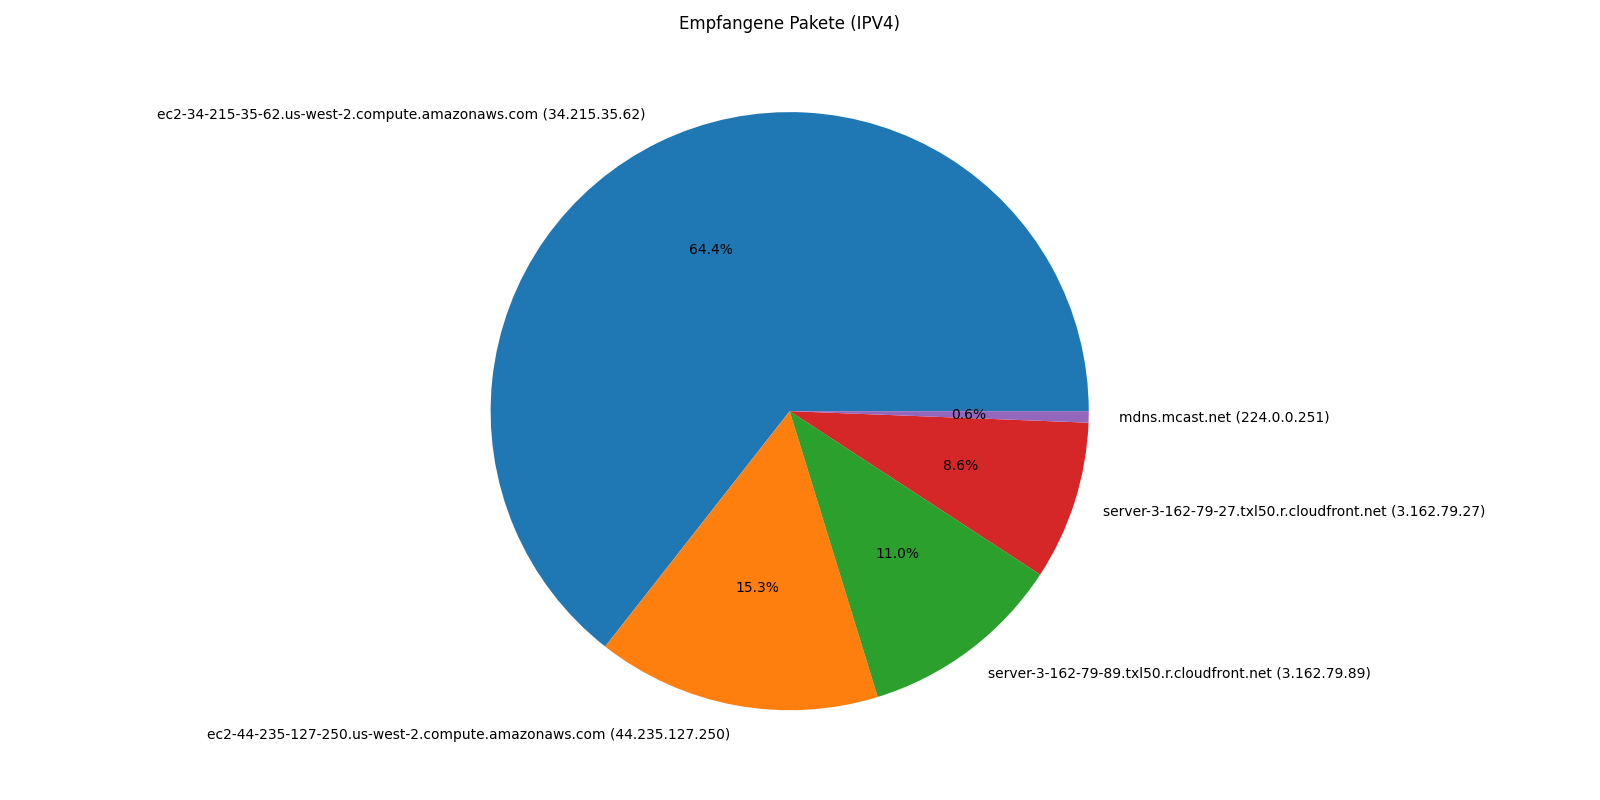 Empfangene Pakete (IPV4)
ec2-34-215-35-62.us-west-2.compute.amazonaws.com (34.215.35.62)
64.4%
0.6%
mdns.mcast.net (224.0.0.251)
8.6%
server-3-162-79-27.txl50.r.cloudfront.net (3.162.79.27)
11.0%
15.3%
server-3-162-79-89.txl50.r.cloudfront.net (3.162.79.89)
ec2-44-235-127-250.us-west-2.compute.amazonaws.com (44.235.127.250)